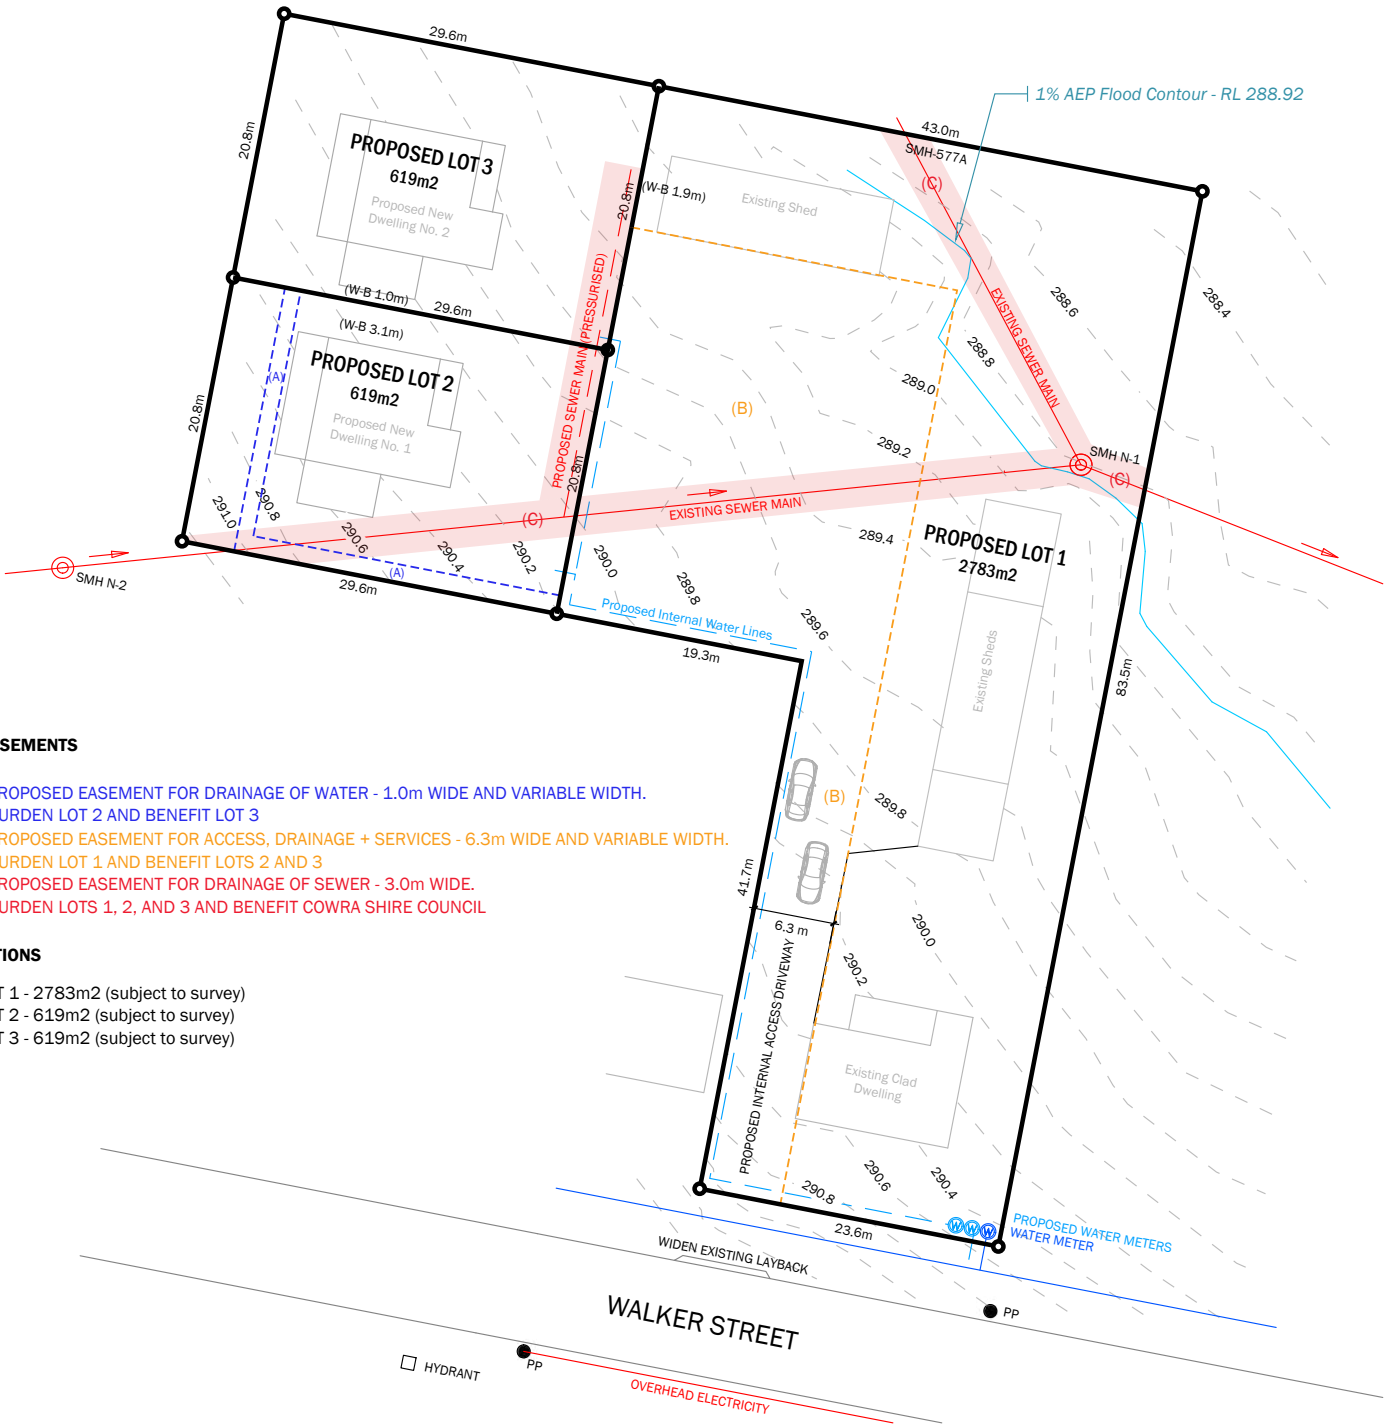 29.6m
1% AEP Flood Contour - RL 288.92
43.0m
SMH-577A
(C)
20.8m
PROPOSED LOT 3
619m2
Proposed New
Dwelling No. 2
20.8m
(W-B 1.9m)
Existing Shed
EXISTING SEWER MAIN
288.6
288.4
(W-B 1.0m)
29.6m
(W-B 3.1m)
PROPOSED SEWER MAIN (PRESSURISED)
288.8
289.0
PROPOSED LOT 2
619m2
(A)
Proposed New
Dwelling No. 1
20.8m
(B)
289.2
20.8m
SMH N-1
(C)
291.0
290.8
290.6
290.4
290.2
(C)
EXISTING SEWER MAIN
289.4
PROPOSED LOT 1
2783m2
290.0
289.8
289.6
SMH N-2
(A)
29.6m
Proposed Internal Water Lines
19.3m
Existing Sheds
83.5m
SEMENTS
ROPOSED EASEMENT FOR DRAINAGE OF WATER - 1.0m WIDE AND VARIABLE WIDTH.
URDEN LOT 2 AND BENEFIT LOT 3
ROPOSED EASEMENT FOR ACCESS, DRAINAGE + SERVICES - 6.3m WIDE AND VARIABLE WIDTH.
URDEN LOT 1 AND BENEFIT LOTS 2 AND 3
ROPOSED EASEMENT FOR DRAINAGE OF SEWER - 3.0m WIDE.
URDEN LOTS 1, 2, AND 3 AND BENEFIT COWRA SHIRE COUNCIL
TIONS
T 1 - 2783m2 (subject to survey)
T 2 - 619m2 (subject to survey)
T 3 - 619m2 (subject to survey)
(B)
289.8
41.7m
6.3 m
290.0
290.2
PROPOSED INTERNAL ACCESS DRIVEWAY
Existing Clad
Dwelling
290.8
290.6
290.4
23.6m
W W W
PROPOSED WATER METERS
WATER METER
WIDEN EXISTING LAYBACK
PP
WALKER STREET
HYDRANT
PP
OVERHEAD ELECTRICITY